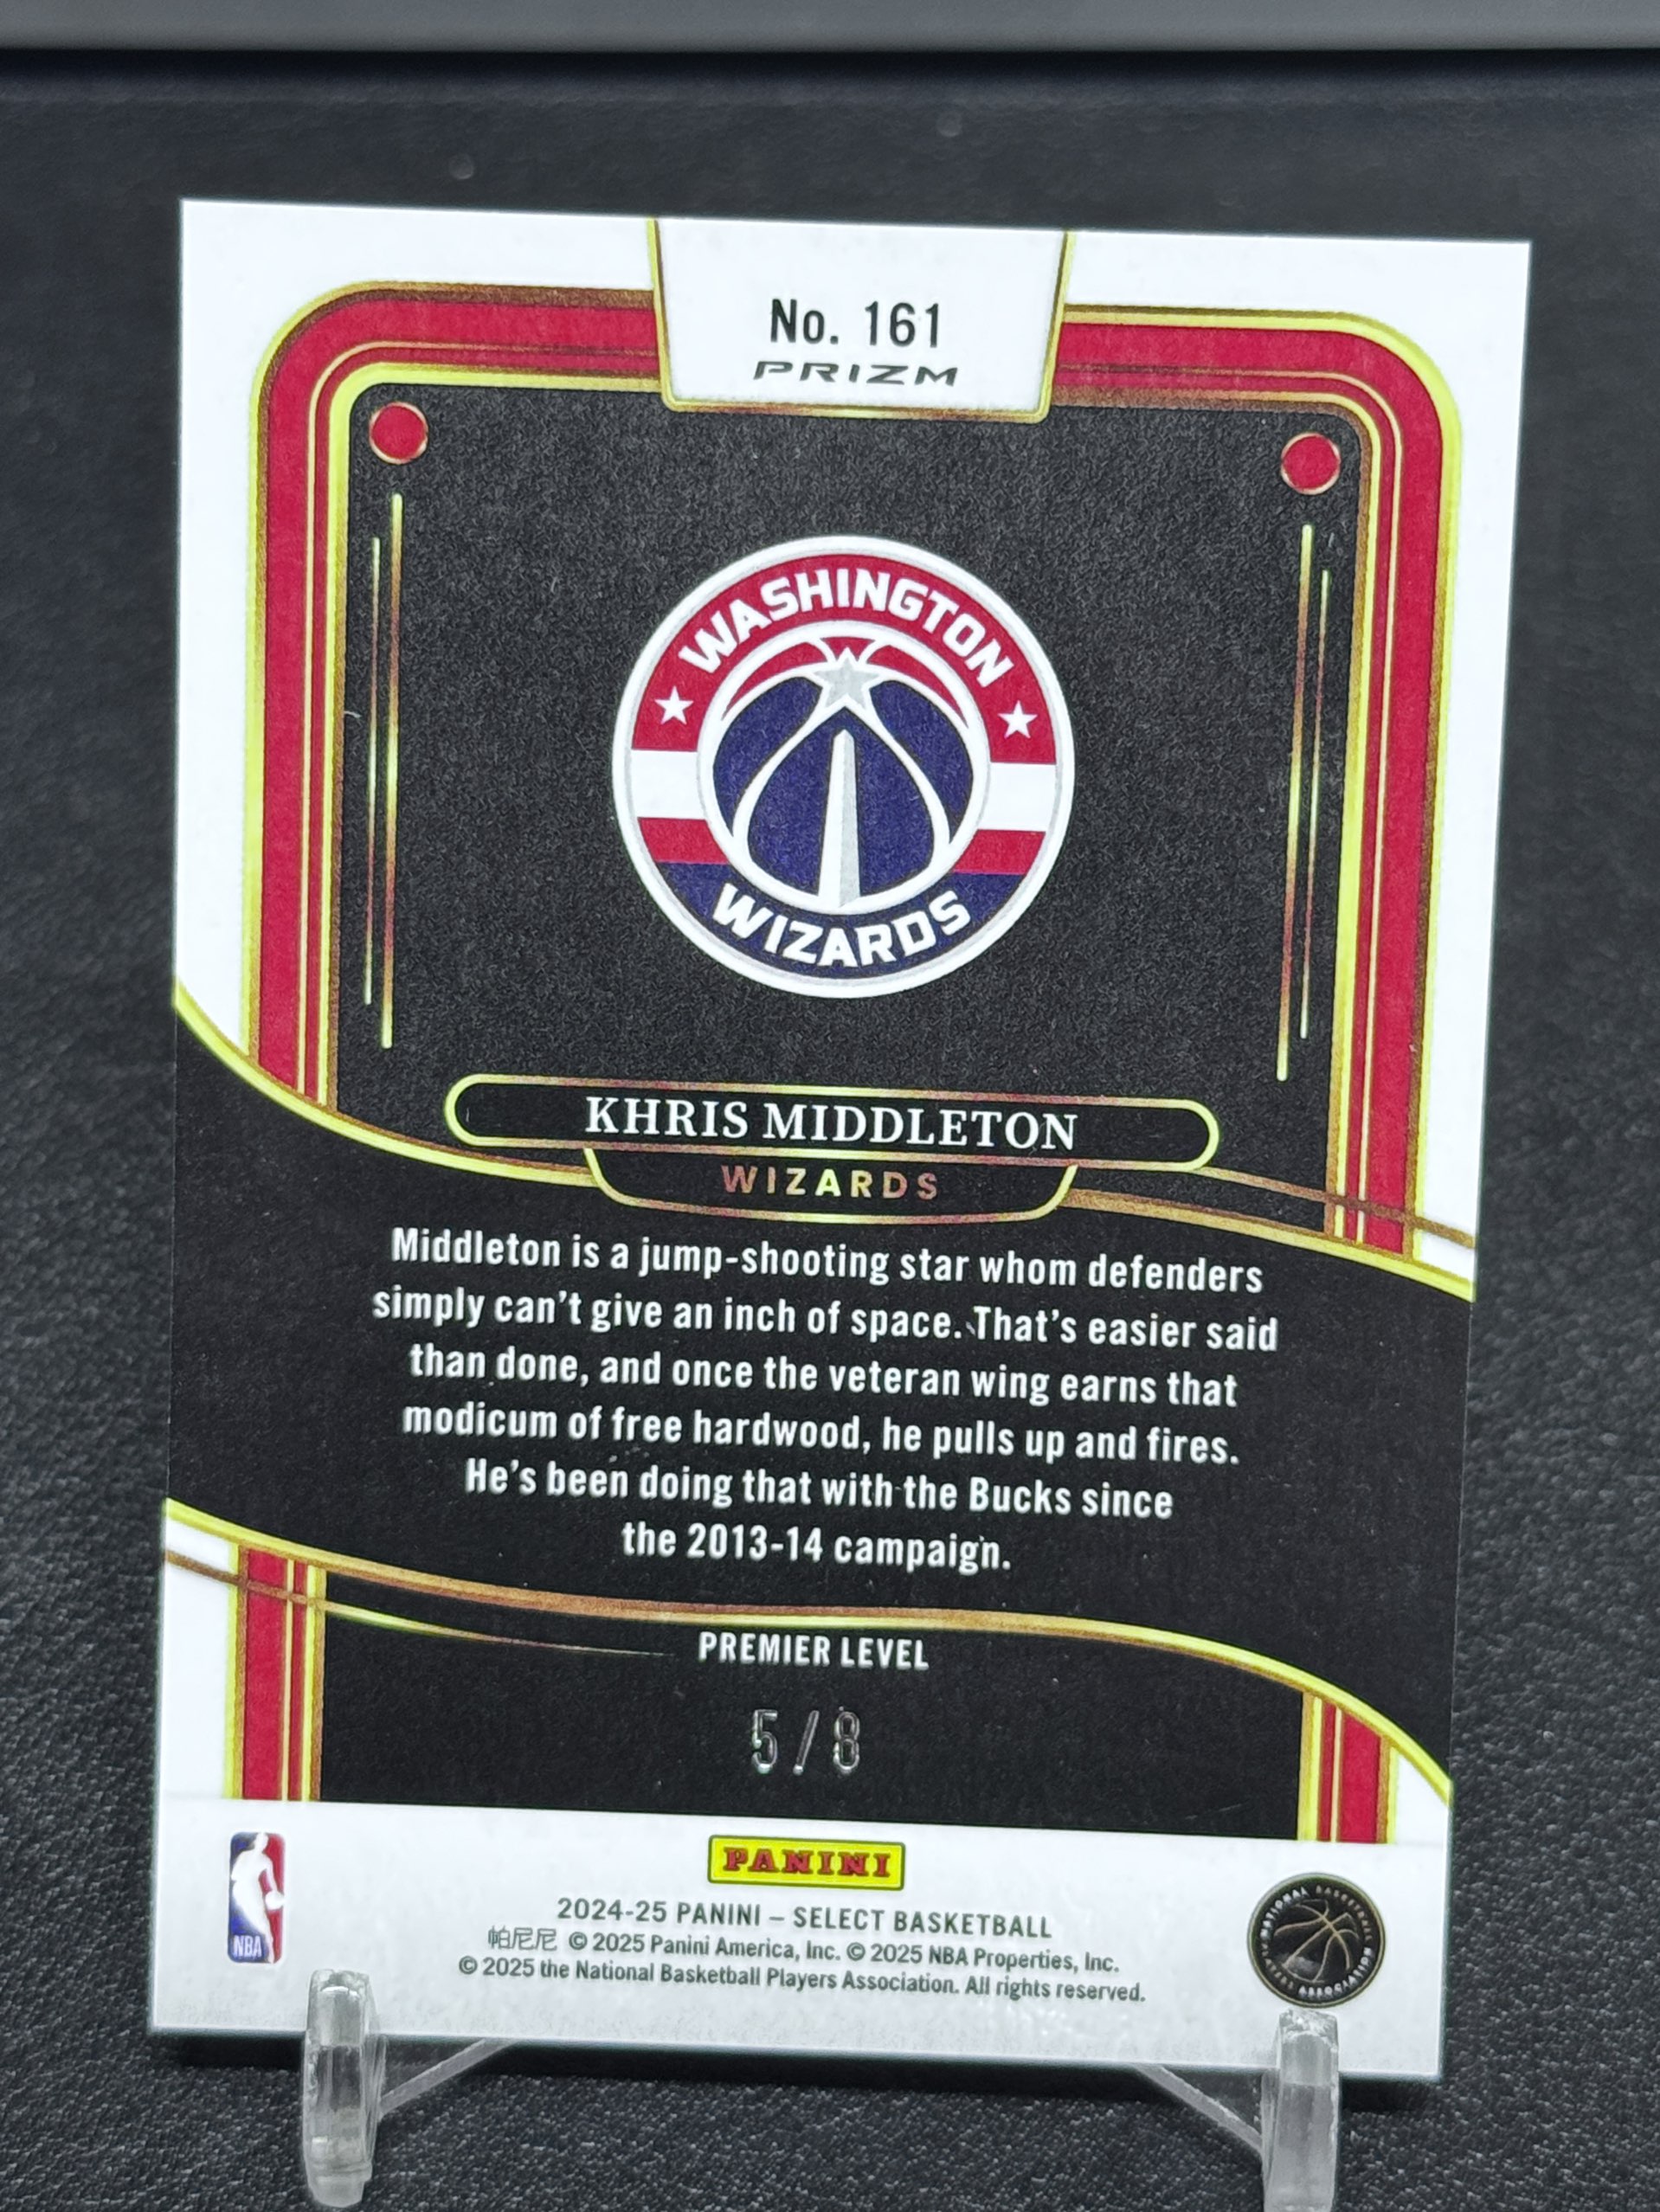 No. 161
PRIZM
WASHINGTON
WIZARDS
KHRIS MIDDLETON
WIZARDS
Middleton is a jump-shooting star whom defenders
simply can't give an inch of space. That's easier said
than done, and once the veteran wing earns that
modicum of free hardwood, he pulls up and fires.
He's been doing that with the Bucks since
the 2013-14 campaign.
PREMIER LEVEL
5/8
PANINI
2024-25 PANINI – SELECT BASKETBALL
帕尼尼 © 2025 Panini America, Inc. © 2025 NBA Properties, Inc.
© 2025 the National Basketball Players Association. All rights reserved.
NBA
NATIONAL BASKETBALL PLAYERS ASSOCIATION